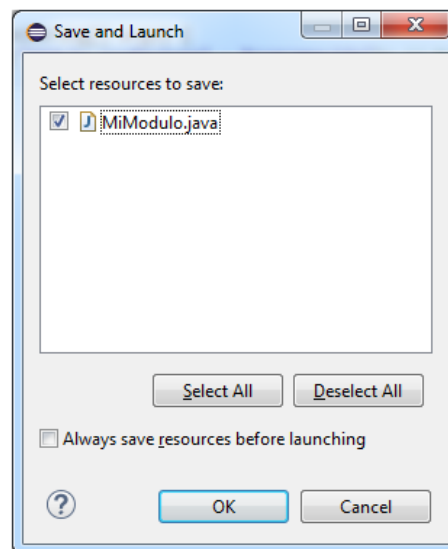 Save and Launch
Select resources to save:
MiModulo.java
Select All Deselect All
Always save resources before launching
OK Cancel